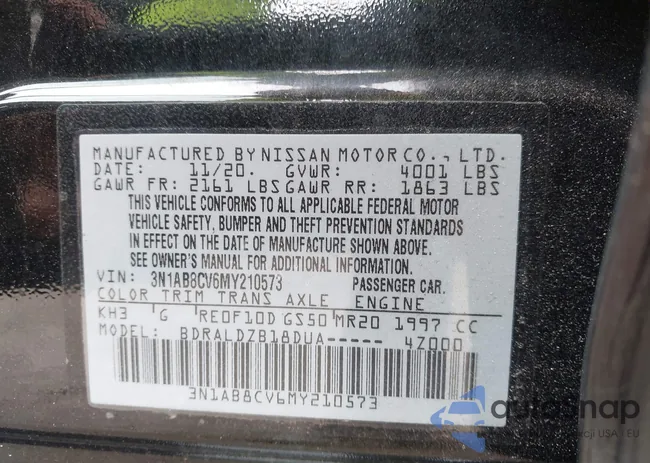 MANUFACTURED BY NISSAN MOTOR CO., LTD.
DATE: 11/20. GVWR: 4001 LBS
GAWR FR: 2161 LBS GAWR RR: 1863 LBS
THIS VEHICLE CONFORMS TO ALL APPLICABLE FEDERAL MOTOR
VEHICLE SAFETY, BUMPER AND THEFT PREVENTION STANDARDS
IN EFFECT ON THE DATE OF MANUFACTURE SHOWN ABOVE.
SEE OWNER'S MANUAL FOR ADDITIONAL INFORMATION.
VIN: 3N1AB8CV6MY210573 PASSENGER CAR.
COLOR TRIM TRANS AXLE ENGINE
KH3 G RE0F10D GS50 MR20 1997 CC
MODEL: BDRALDZB18DUA----- 4Z000
3N1AB8CV6MY210573
autosnap
USA - EU